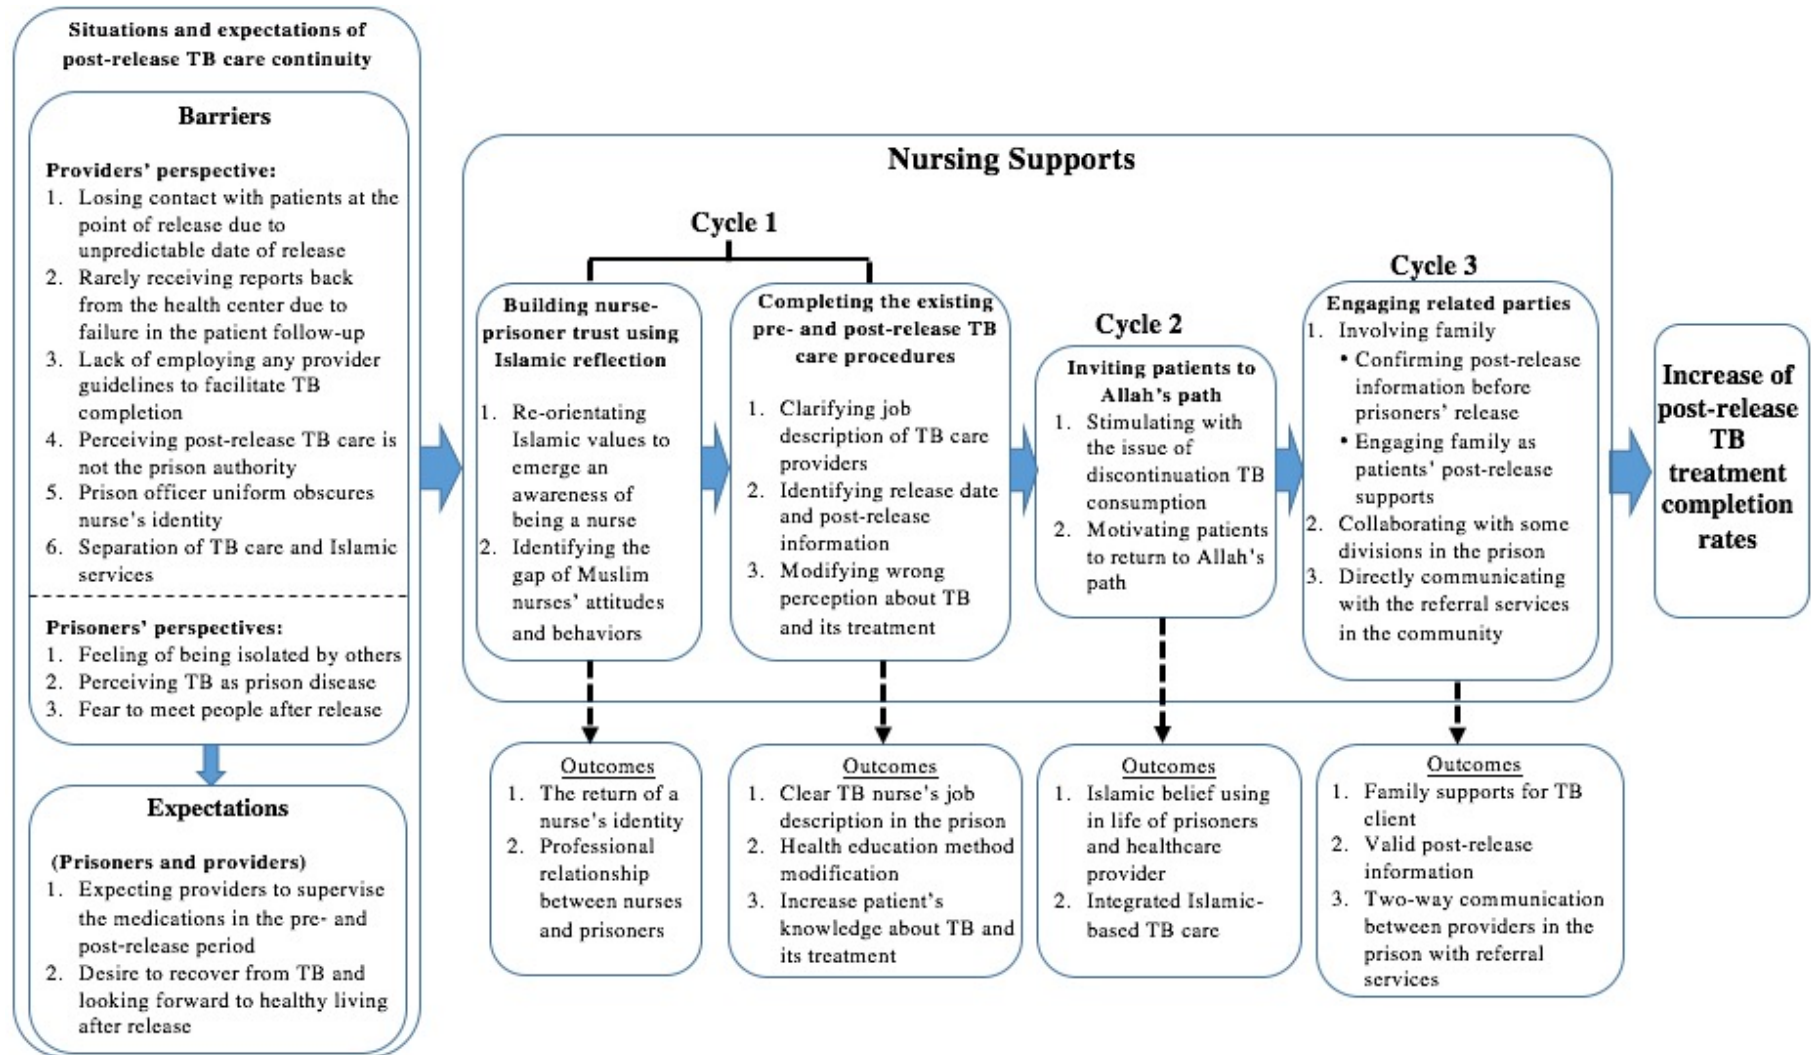 Situations and expectations of
post-release TB care continuity
Barriers
Providers' perspective:
1. Losing contact with patients at the
point of release due to
unpredictable date of release
2. Rarely receiving reports back
from the health center due to
failure in the patient follow-up
3. Lack of employing any provider
guidelines to facilitate TB
completion
4. Perceiving post-release TB care is
not the prison authority
5. Prison officer uniform obscures
nurse's identity
6. Separation of TB care and Islamic
services
Prisoners' perspectives:
1. Feeling of being isolated by others
2. Perceiving TB as prison disease
3. Fear to meet people after release
Expectations
(Prisoners and providers)
1. Expecting providers to supervise
the medications in the pre- and
post-release period
2. Desire to recover from TB and
looking forward to healthy living
after release
Nursing Supports
Cycle 1
Building nurse-
prisoner trust using
Islamic reflection
1. Re-orientating
Islamic values to
emerge an
awareness of
being a nurse
2. Identifying the
gap of Muslim
nurses' attitudes
and behaviors
Completing the existing
pre- and post-release TB
care procedures
1. Clarifying job
description of TB care
providers
2. Identifying release date
and post-release
information
3. Modifying wrong
perception about TB
and its treatment
Cycle 2
Inviting patients to
Allah's path
1. Stimulating with
the issue of
discontinuation TB
consumption
2. Motivating patients
to return to Allah's
path
Cycle 3
Engaging related parties
1. Involving family
• Confirming post-release
information before
prisoners' release
• Engaging family as
patients' post-release
supports
2. Collaborating with some
divisions in the prison
3. Directly communicating
with the referral services
in the community
Increase of
post-release
TB
treatment
completion
rates
Outcomes
1. The return of a
nurse's identity
2. Professional
relationship
between nurses
and prisoners
Outcomes
1. Clear TB nurse's job
description in the prison
2. Health education method
modification
3. Increase patient's
knowledge about TB and
its treatment
Outcomes
1. Islamic belief using
in life of prisoners
and healthcare
provider
2. Integrated Islamic-
based TB care
Outcomes
1. Family supports for TB
client
2. Valid post-release
information
3. Two-way communication
between providers in the
prison with referral
services